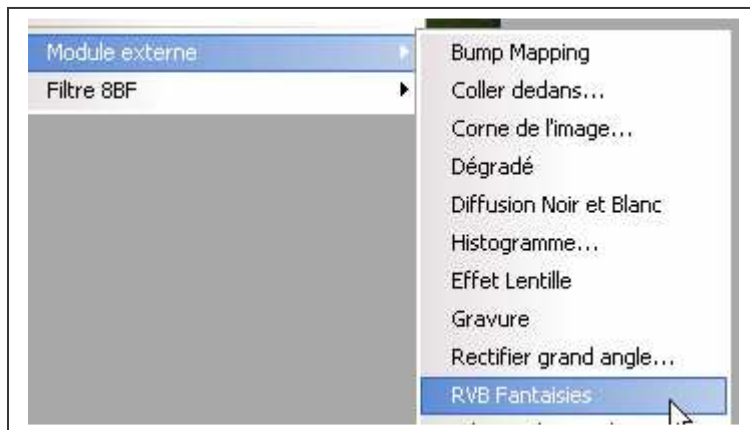 Module externe
Filtre 8BF
Bump Mapping
Coller dedans...
Corne de l'image...
Dégradé
Diffusion Noir et Blanc
Histogramme...
Effet Lentille
Gravure
Rectifier grand angle...
RVB Fantaisies